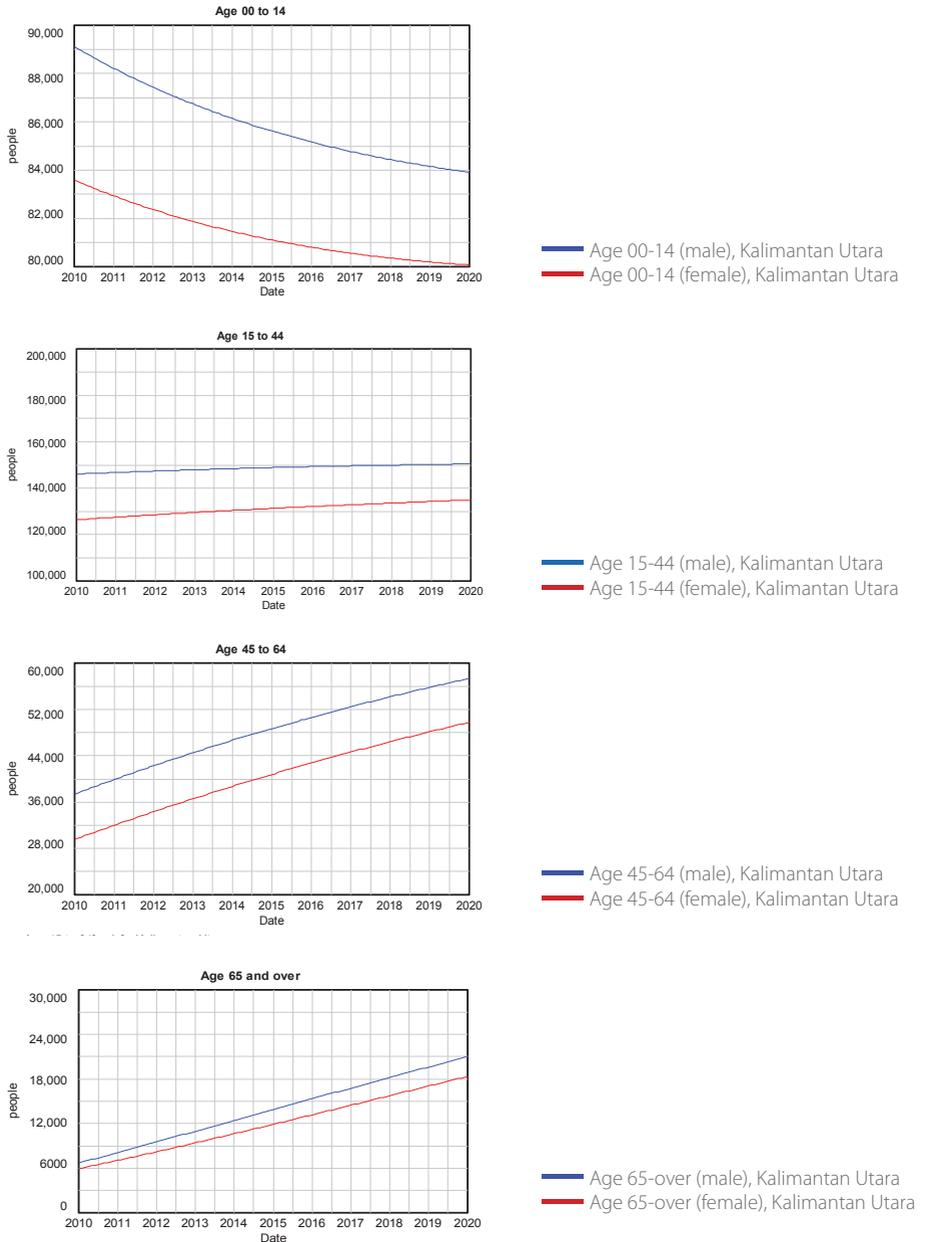 Age 00 to 14
90,000
88,000
86,000
84,000
82,000
80,000
people
2010 2011 2012 2013 2014 2015 2016 2017 2018 2019 2020
Date
Age 00-14 (male), Kalimantan Utara
Age 00-14 (female), Kalimantan Utara
Age 15 to 44
200,000
180,000
160,000
140,000
120,000
100,000
people
2010 2011 2012 2013 2014 2015 2016 2017 2018 2019 2020
Date
Age 15-44 (male), Kalimantan Utara
Age 15-44 (female), Kalimantan Utara
Age 45 to 64
60,000
52,000
44,000
36,000
28,000
20,000
people
2010 2011 2012 2013 2014 2015 2016 2017 2018 2019 2020
Date
Age 45-64 (male), Kalimantan Utara
Age 45-64 (female), Kalimantan Utara
Age 65 and over
30,000
24,000
18,000
12,000
6000
0
people
2010 2011 2012 2013 2014 2015 2016 2017 2018 2019 2020
Date
Age 65-over (male), Kalimantan Utara
Age 65-over (female), Kalimantan Utara